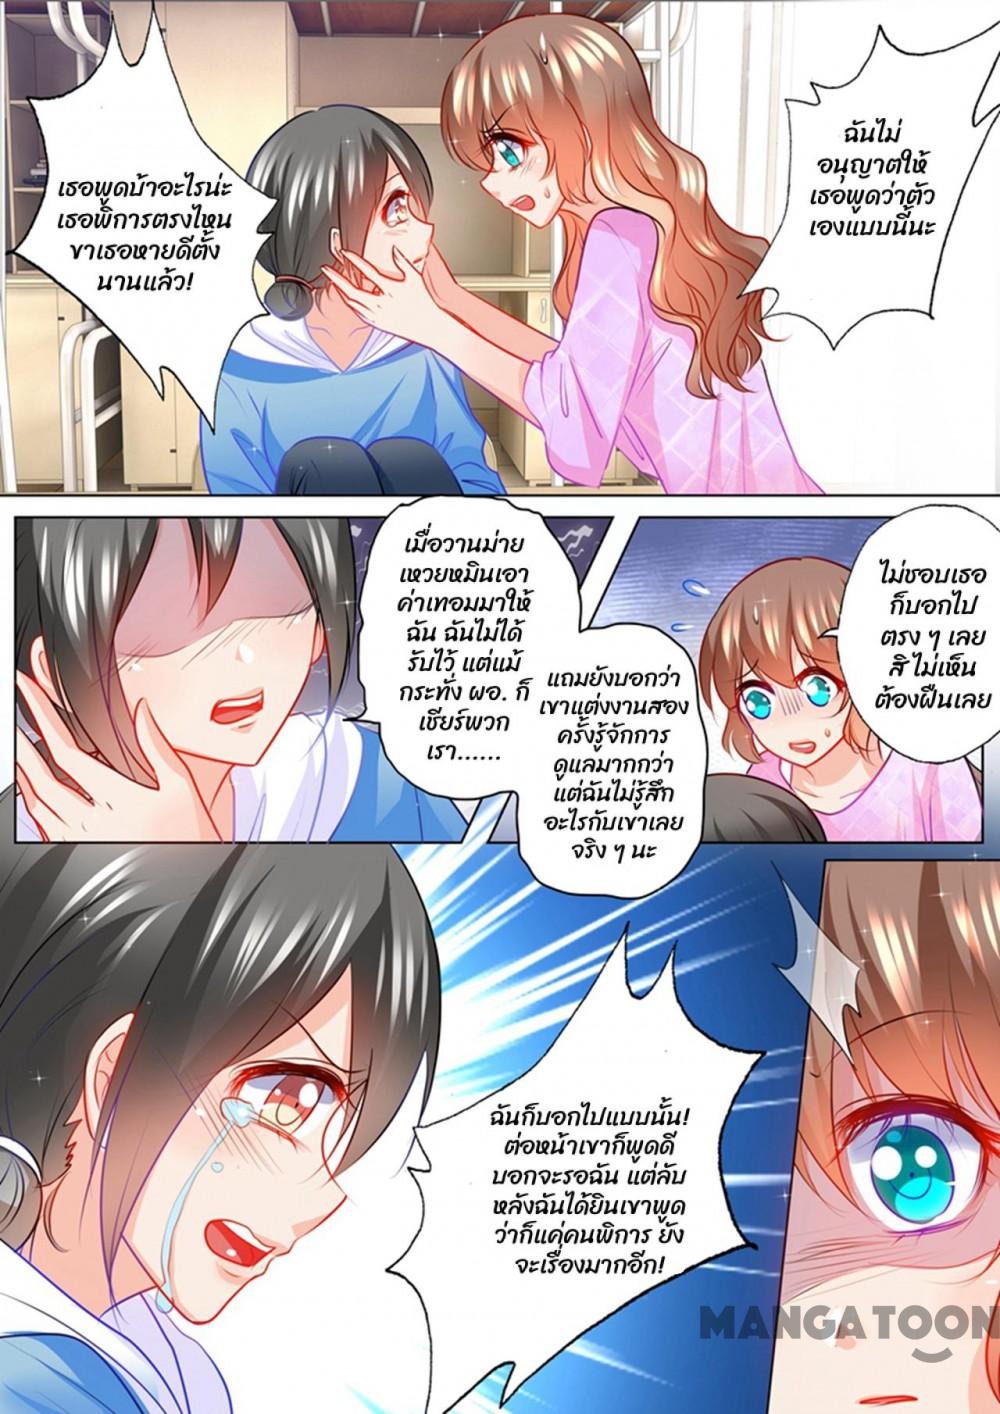 เธอพูดบ้าอะไรน่ะ
เธอพิการตรงไหน
ขาเธอหายดีตั้ง
นานแล้ว!
ฉันไม่
อนุญาตให้
เธอพูดว่าตัว
เองแบบนี้นะ
เมื่อวานม่าย
เหวยหมินเอา
ค่าเทอมมาให้
ฉัน ฉันไม่ได้
รับไว้ แต่แม้
กระทั่ง ผอ. ก็
เชียร์พวก
เรา......
แถมยังบอกว่า
เขาแต่งงานสอง
ครั้งรู้จักการ
ดูแลมากกว่า
แต่ฉันไม่รู้สึก
อะไรกับเขาเลย
จริง ๆ นะ
ไม่ชอบเธอ
ก็บอกไป
ตรง ๆ เลย
สิ ไม่เห็น
ต้องฝืนเลย
ฉันก็บอกไปแบบนั้น!
ต่อหน้าเขาก็พูดดี
บอกจะรอฉัน แต่ลับ
หลังฉันได้ยินเขาพูด
ว่าก็แค่คนพิการ ยัง
จะเรื่องมากอีก!
MANGATOON